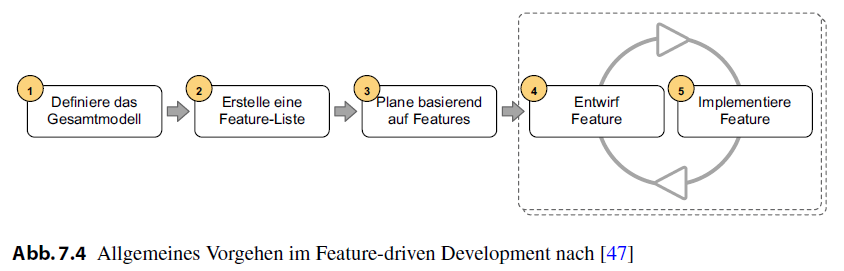 1
Definiere das
Gesamtmodell
2
Erstelle eine
Feature-Liste
3
Plane basierend
auf Features
4
Entwirf
Feature
5
Implementiere
Feature
Abb. 7.4 Allgemeines Vorgehen im Feature-driven Development nach [47]